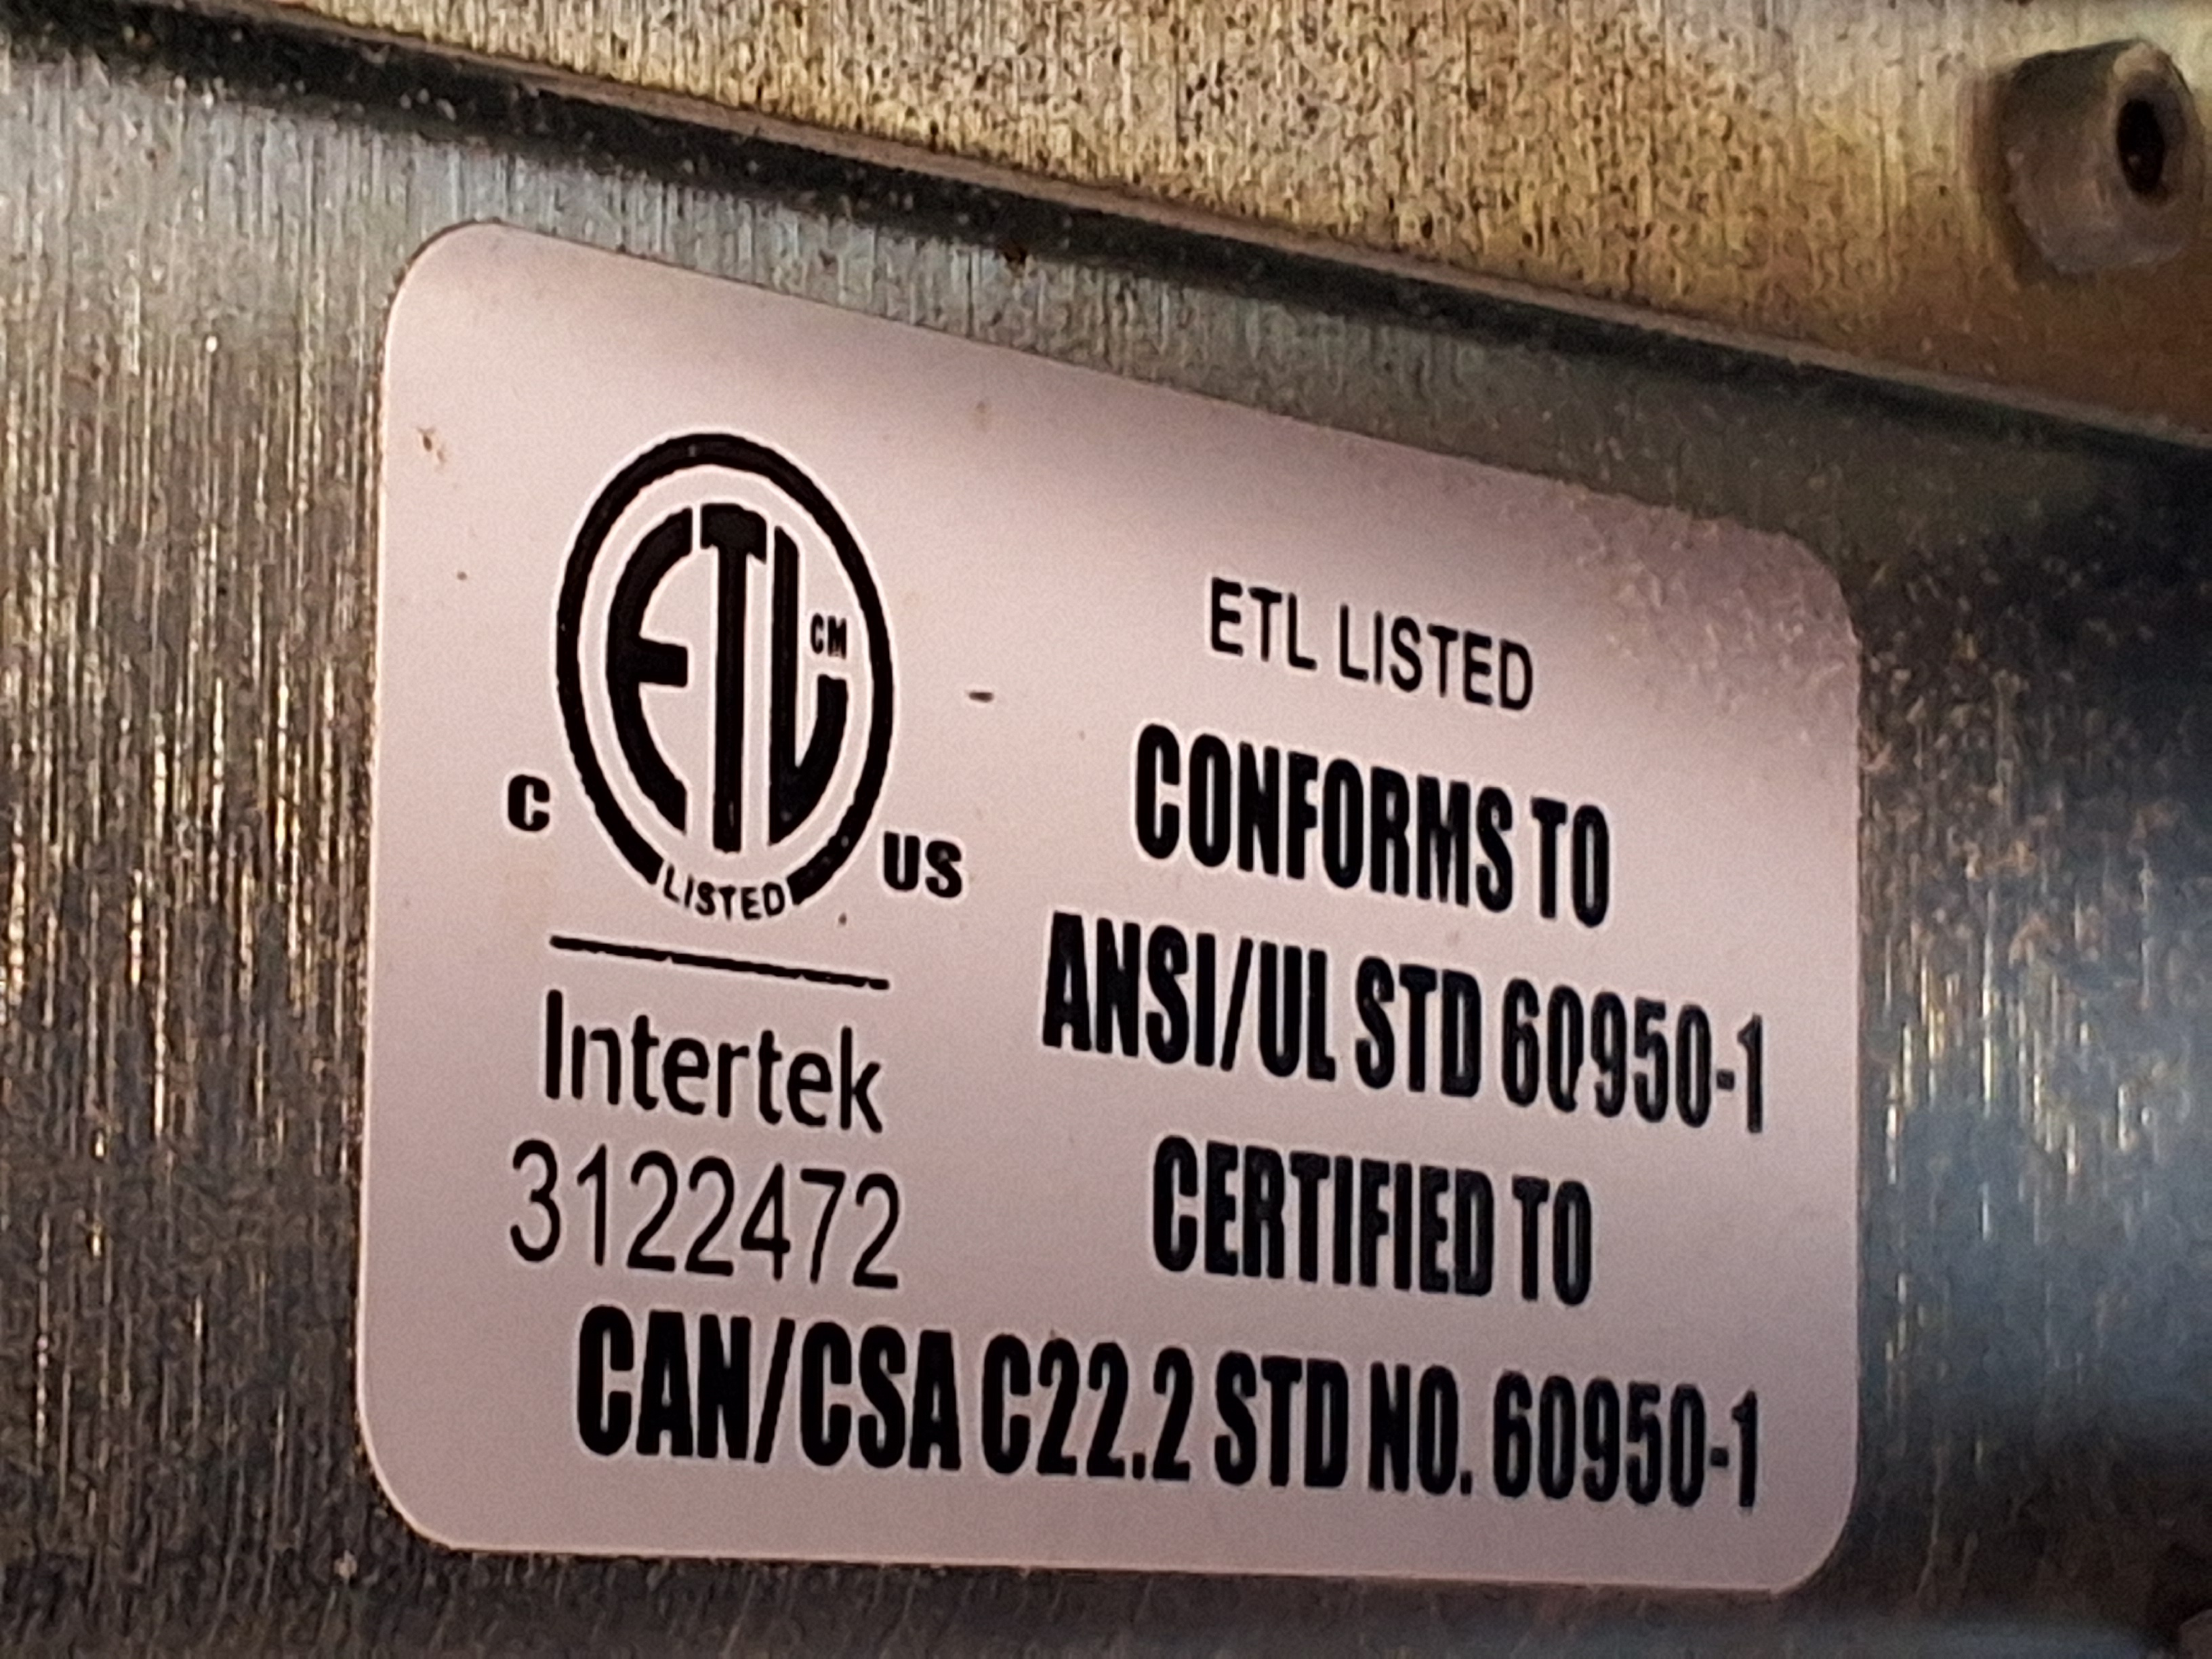 ETL CM
C LISTED US
Intertek
3122472
ETL LISTED
CONFORMS TO
ANSI/UL STD 60950-1
CERTIFIED TO
CAN/CSA C22.2 STD NO. 60950-1